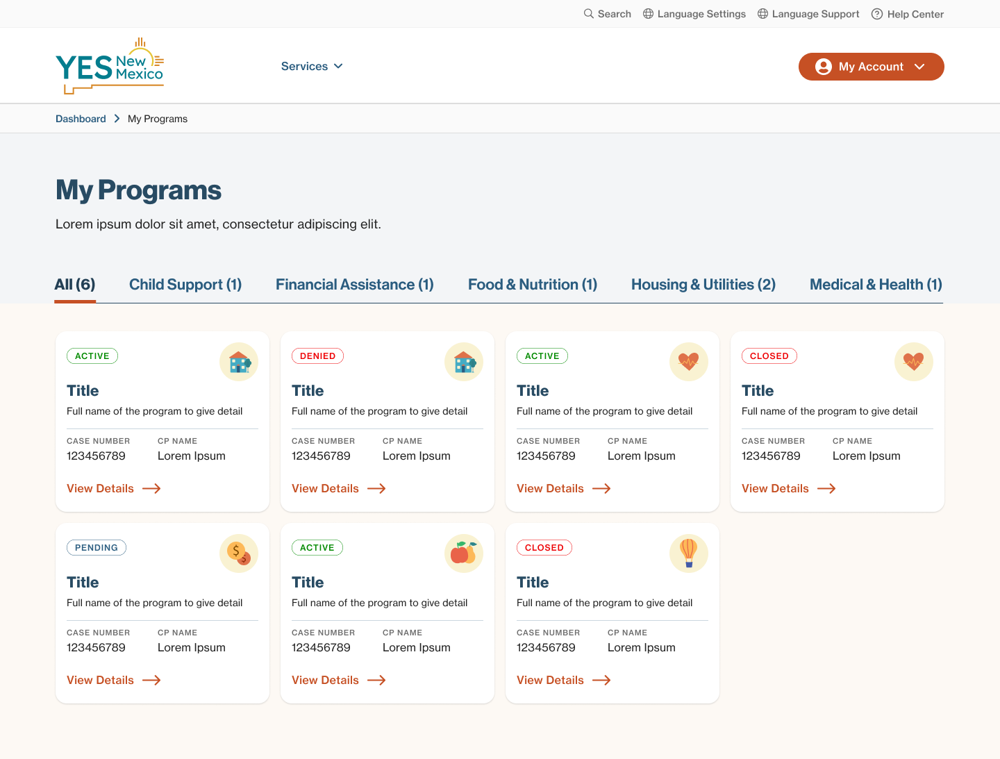 Search
Language Settings
Language Support
Help Center
YES New Mexico
Services
My Account
Dashboard
My Programs
My Programs
Lorem ipsum dolor sit amet, consectetur adipiscing elit.
All (6)
Child Support (1)
Financial Assistance (1)
Food & Nutrition (1)
Housing & Utilities (2)
Medical & Health (1)
ACTIVE
Title
Full name of the program to give detail
CASE NUMBER
CP NAME
123456789
Lorem Ipsum
View Details
DENIED
Title
Full name of the program to give detail
CASE NUMBER
CP NAME
123456789
Lorem Ipsum
View Details
ACTIVE
Title
Full name of the program to give detail
CASE NUMBER
CP NAME
123456789
Lorem Ipsum
View Details
CLOSED
Title
Full name of the program to give detail
CASE NUMBER
CP NAME
123456789
Lorem Ipsum
View Details
PENDING
$
$
Title
Full name of the program to give detail
CASE NUMBER
CP NAME
123456789
Lorem Ipsum
View Details
ACTIVE
Title
Full name of the program to give detail
CASE NUMBER
CP NAME
123456789
Lorem Ipsum
View Details
CLOSED
Title
Full name of the program to give detail
CASE NUMBER
CP NAME
123456789
Lorem Ipsum
View Details